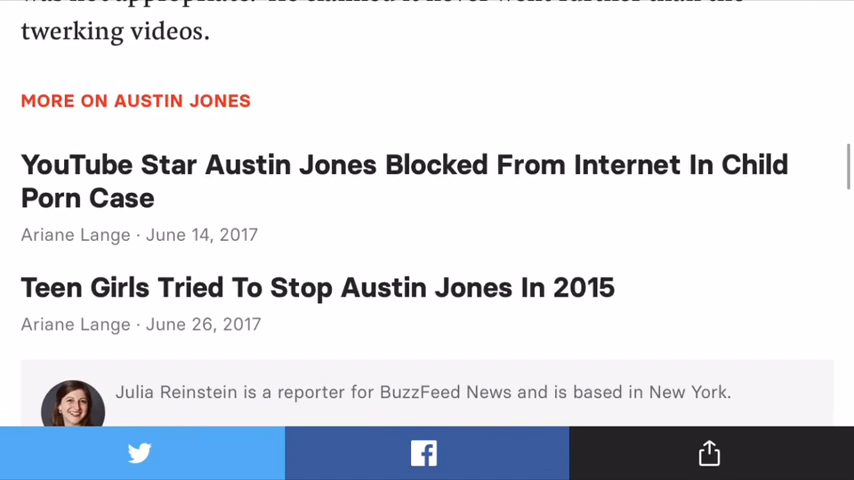 twerking videos.
MORE ON AUSTIN JONES
YouTube Star Austin Jones Blocked From Internet In Child
Porn Case
Ariane Lange · June 14, 2017
Teen Girls Tried To Stop Austin Jones In 2015
Ariane Lange · June 26, 2017
Julia Reinstein is a reporter for BuzzFeed News and is based in New York.